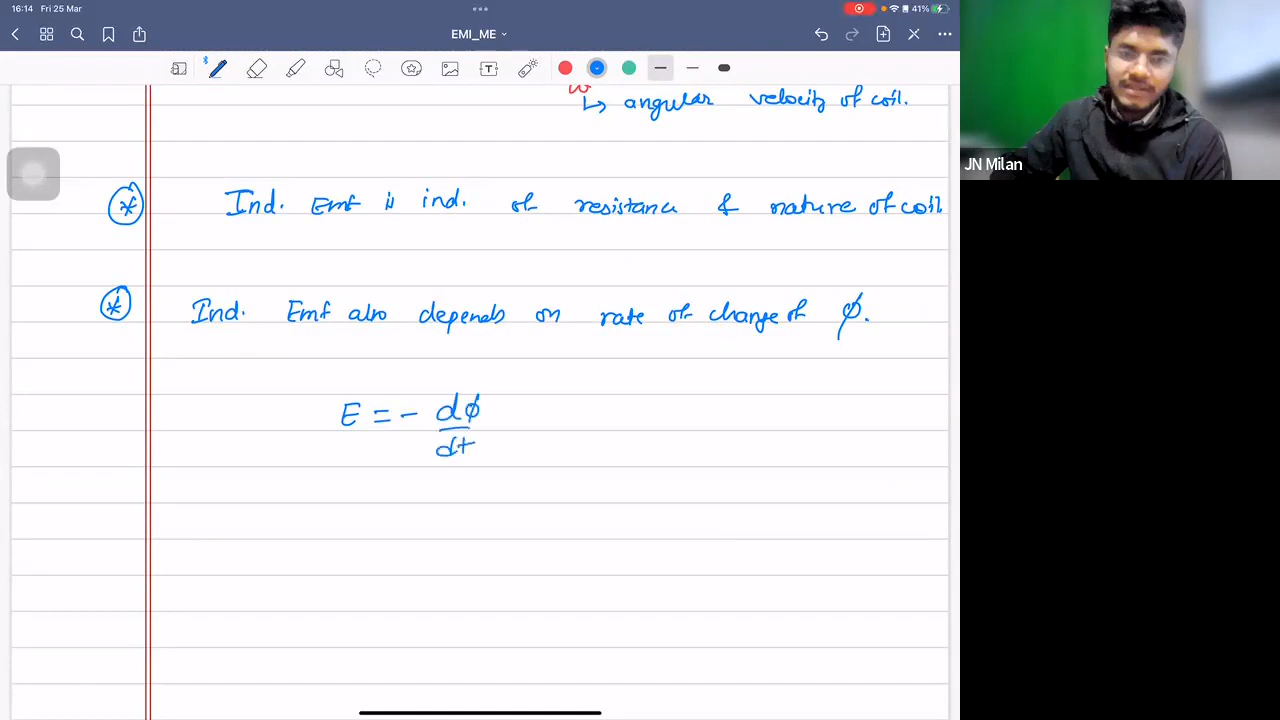 16:14 Fri 25 Mar
41%
EMI_ME
ω
↳ angular velocity of coil.
JN Milan
* Ind. Emf is ind. of resistance & nature of coil
* Ind. Emf also depends on rate of change of ϕ.
E = - dϕ
dt